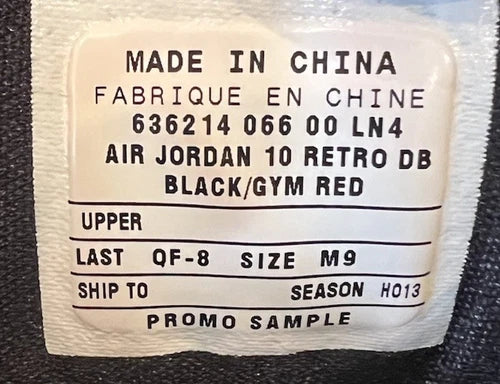 MADE IN CHINA
FABRIQUE EN CHINE
636214 066 00 LN4
AIR JORDAN 10 RETRO DB
BLACK/GYM RED
UPPER
LAST QF-8 SIZE M9
SHIP TO SEASON HO13
PROMO SAMPLE